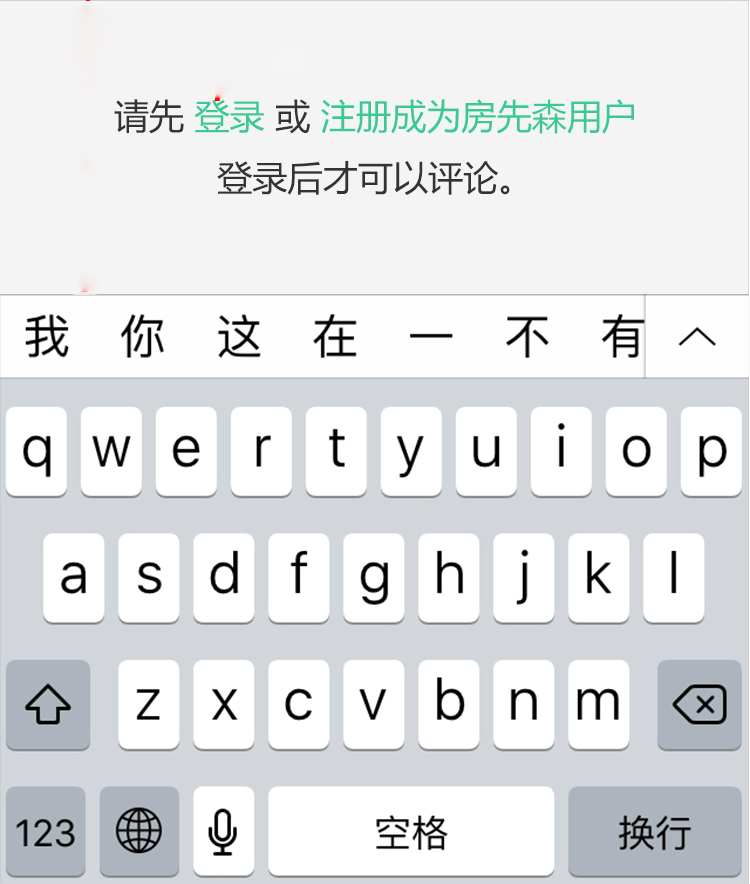 请先 登录 或 注册成为房先森用户
登录后才可以评论。
我 你 这 在 一 不 有
q w e r t y u i o p
a s d f g h j k l
z x c v b n m
123 空格 换行